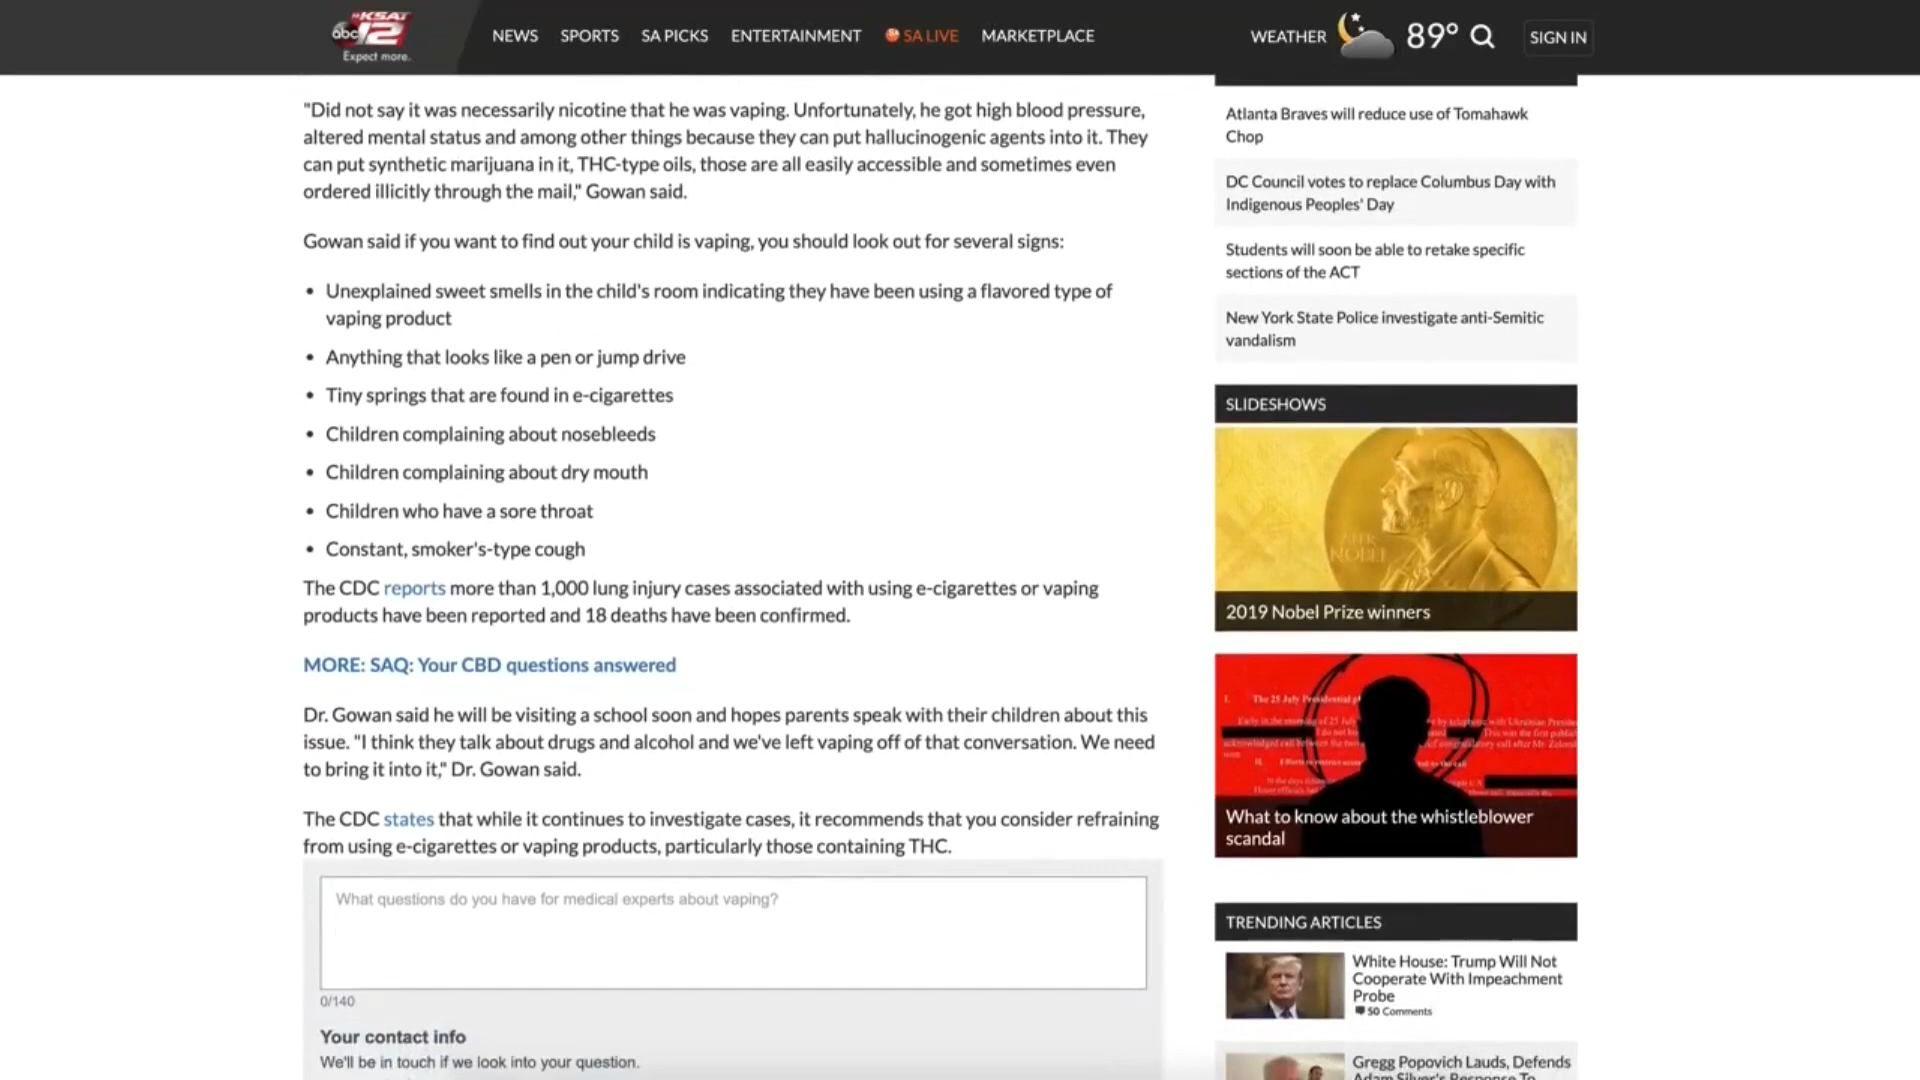 KSAT
abc 12
Expect more.
NEWS SPORTS SA PICKS ENTERTAINMENT SA LIVE MARKETPLACE WEATHER 89° SIGN IN
"Did not say it was necessarily nicotine that he was vaping. Unfortunately, he got high blood pressure,
altered mental status and among other things because they can put hallucinogenic agents into it. They
can put synthetic marijuana in it, THC-type oils, those are all easily accessible and sometimes even
ordered illicitly through the mail," Gowan said.
Gowan said if you want to find out your child is vaping, you should look out for several signs:
• Unexplained sweet smells in the child's room indicating they have been using a flavored type of
vaping product
• Anything that looks like a pen or jump drive
• Tiny springs that are found in e-cigarettes
• Children complaining about nosebleeds
• Children complaining about dry mouth
• Children who have a sore throat
• Constant, smoker's-type cough
The CDC reports more than 1,000 lung injury cases associated with using e-cigarettes or vaping
products have been reported and 18 deaths have been confirmed.
MORE: SAQ: Your CBD questions answered
Dr. Gowan said he will be visiting a school soon and hopes parents speak with their children about this
issue. "I think they talk about drugs and alcohol and we've left vaping off of that conversation. We need
to bring it into it," Dr. Gowan said.
The CDC states that while it continues to investigate cases, it recommends that you consider refraining
from using e-cigarettes or vaping products, particularly those containing THC.
What questions do you have for medical experts about vaping?
0/140
Your contact info
We'll be in touch if we look into your question.
Atlanta Braves will reduce use of Tomahawk
Chop
DC Council votes to replace Columbus Day with
Indigenous Peoples' Day
Students will soon be able to retake specific
sections of the ACT
New York State Police investigate anti-Semitic
vandalism
SLIDESHOWS
NOBEL
2019 Nobel Prize winners
I. The 25 July Presidential
What to know about the whistleblower
scandal
TRENDING ARTICLES
White House: Trump Will Not
Cooperate With Impeachment
Probe
50 Comments
Gregg Popovich Lauds, Defends
Adam Silver's Response To